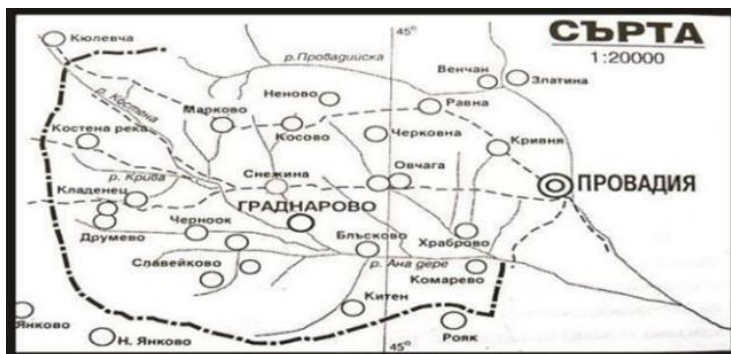 СЪРТА
1:20000
45°
Кюлевча
р. Провадийска
Венчан
Златина
р. Костена
Неново
Марково
Равна
Костена река
Косово
Черковна
Кривня
р. Крива
Снежина
Овчага
Кладенец
ПРОВАДИЯ
ГРАДНАРОВО
Черноок
Друмево
Блъсково
Храброво
Славейково
р. Ана дере
Комарево
Китен
Янково
Н. Янково
Рояк
45°